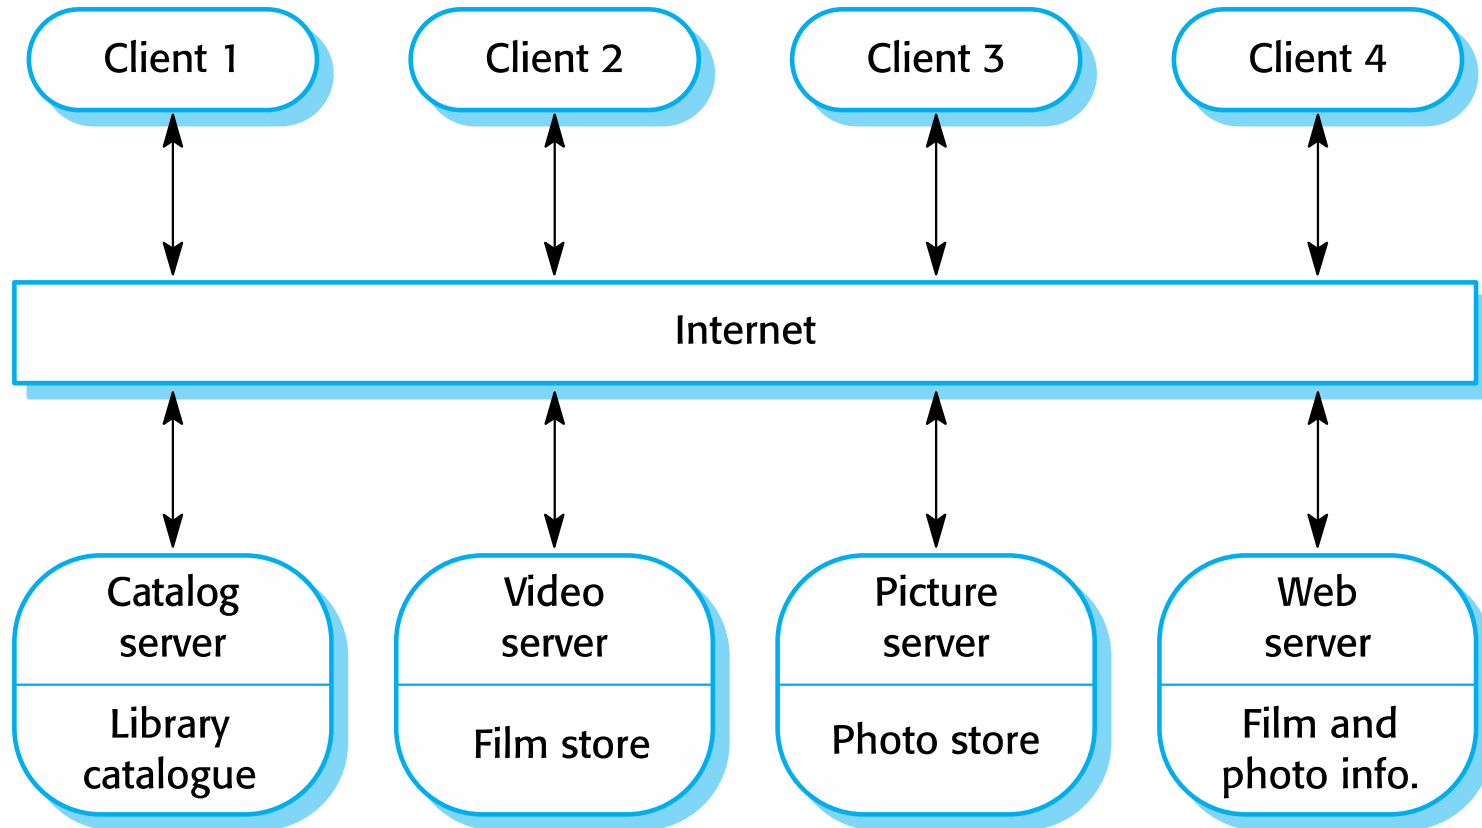 Client 1
Client 2
Client 3
Client 4
Internet
Catalog
server
Library
catalogue
Video
server
Film store
Picture
server
Photo store
Web
server
Film and
photo info.